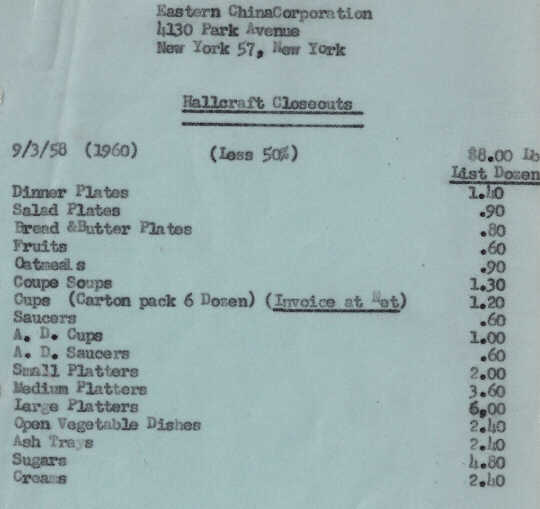 Eastern ChinaCorporation
4130 Park Avenue
New York 57, New York
Hallcraft Closeouts
9/3/58 (1960) (Less 50%) $8.00 Lb
List Dozen
Dinner Plates 1.40
Salad Plates .90
Bread &Butter Plates .80
Fruits .60
Oatmeals .90
Coupe Soups 1.30
Cups (Carton pack 6 Dozen) (Invoice at Net) 1.20
Saucers .60
A. D. Cups 1.00
A. D. Saucers .60
Small Platters 2.00
Medium Platters 3.60
Large Platters 6.00
Open Vegetable Dishes 2.40
Ash Trays 2.40
Sugars 4.80
Creams 2.40